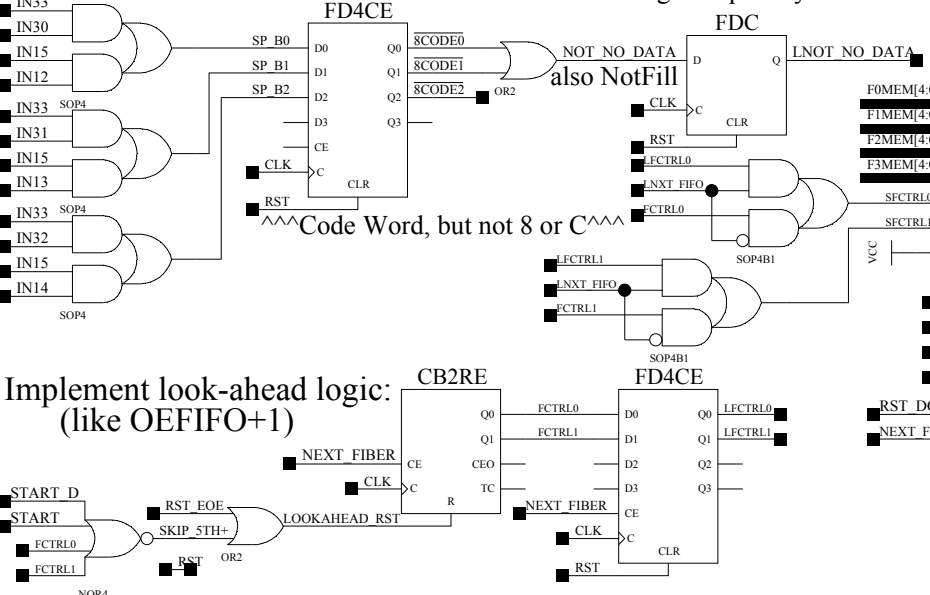 IN33
IN30
IN15
IN12
SOP4
IN33
IN31
IN15
IN13
SOP4
IN33
IN32
IN15
IN14
SOP4
SP_B0
SP_B1
SP_B2
FD4CE
D0
D1
D2
D3
CE
C
CLR
Q0
Q1
Q2
Q3
CLK
RST
8CODE0
8CODE1
8CODE2
OR2
NOT_NO_DATA
also NotFill
^^^Code Word, but not 8 or C^^^
FDC
D
Q
C
CLR
CLK
RST
LNOT_NO_DATA
LFCTRL0
LNXT_FIFO
FCTRL0
SOP4B1
LFCTRL1
LNXT_FIFO
FCTRL1
SOP4B1
SFCTRL0
SFCTRL1
VCC
F0MEM[4:
F1MEM[4:
F2MEM[4:
F3MEM[4:
Implement look-ahead logic:
(like OEFIFO+1)
CB2RE
Q0
Q1
CE
CEO
C
TC
R
NEXT_FIBER
CLK
FCTRL0
FCTRL1
FD4CE
D0
D1
D2
D3
CE
C
CLR
Q0
Q1
Q2
Q3
NEXT_FIBER
CLK
RST
LFCTRL0
LFCTRL1
START_D
START
FCTRL0
FCTRL1
NOR4
RST_EOE
SKIP_5TH+
RST
OR2
LOOKAHEAD_RST
RST_D
NEXT_F